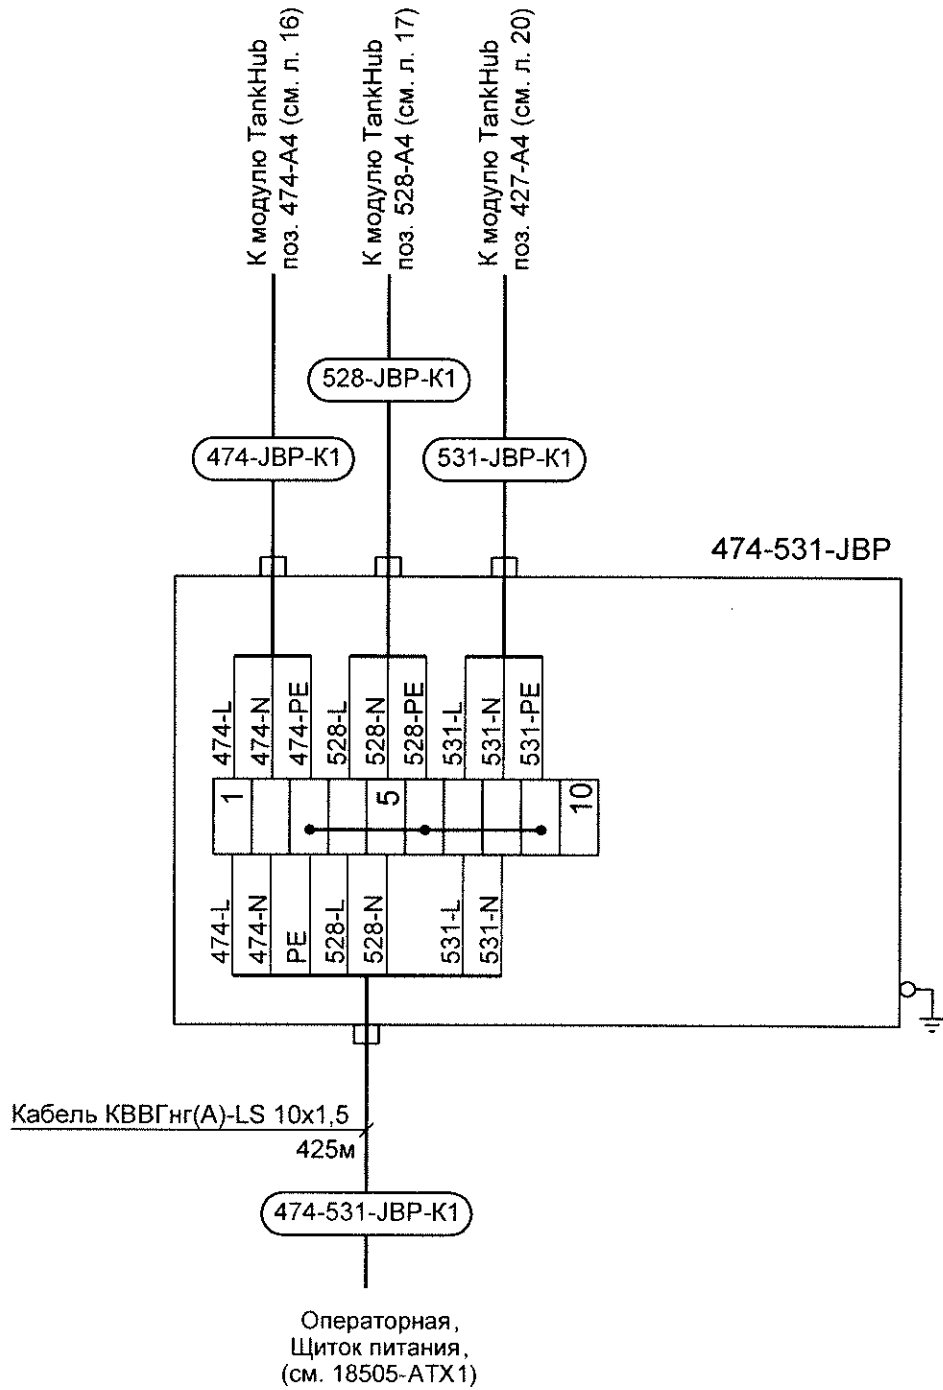 К модулю TankHub
поз. 474-A4 (см. л. 16)
К модулю TankHub
поз. 528-A4 (см. л. 17)
К модулю TankHub
поз. 427-A4 (см. л. 20)
528-JBP-K1
474-JBP-K1
531-JBP-K1
474-531-JBP
474-L
474-N
474-PE
528-L
528-N
528-PE
531-L
531-N
531-PE
1
5
10
474-L
474-N
PE
528-L
528-N
531-L
531-N
Кабель КВВГнг(А)-LS 10х1,5
425м
474-531-JBP-K1
Операторная,
Щиток питания,
(см. 18505-АТХ1)